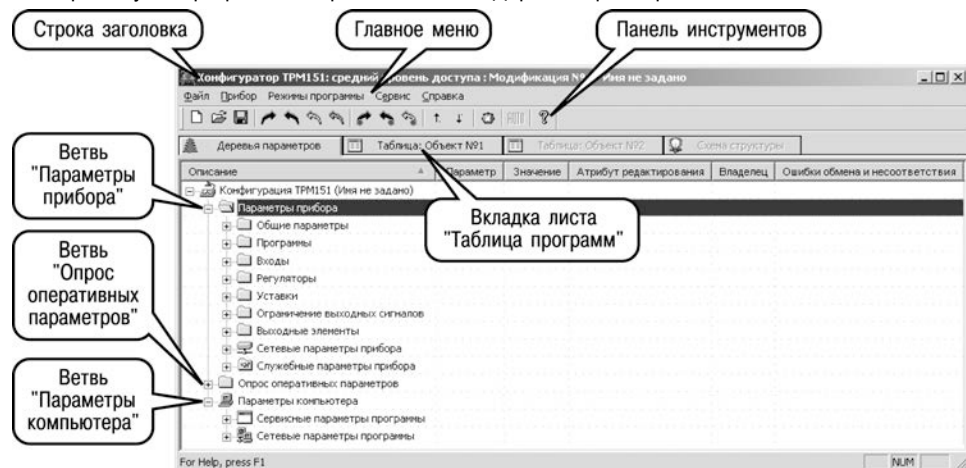 Строка заголовка
Главное меню
Панель инструментов
Конфигуратор ТРМ151: средний уровень доступа : Модификация Имя не задано
Файл Прибор Режимы программы Сервис Справка
Деревья параметров Таблица: Объект №1 Таблица: Объект №2 Схема структуры
Описание Параметр Значение Атрибут редактирования Владелец Ошибки обмена и несоответствия
Ветвь
"Параметры
прибора"
Ветвь
"Опрос
оперативных
параметров"
Ветвь
"Параметры
компьютера"
Вкладка листа
"Таблица программ"
Конфигурация ТРМ151 (Имя не задано)
Параметры прибора
Общие параметры
Программы
Входы
Регуляторы
Уставки
Ограничение выходных сигналов
Выходные элементы
Сетевые параметры прибора
Служебные параметры прибора
Опрос оперативных параметров
Параметры компьютера
Сервисные параметры программы
Сетевые параметры программы
For Help, press F1
NUM